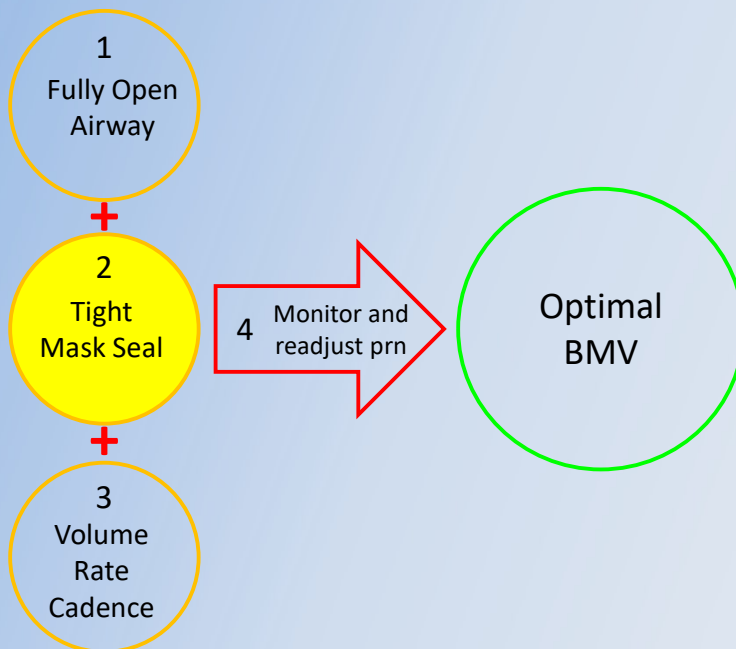 1
Fully Open
Airway
+
2
Tight
Mask Seal
+
3
Volume
Rate
Cadence
4 Monitor and
readjust prn
Optimal
BMV